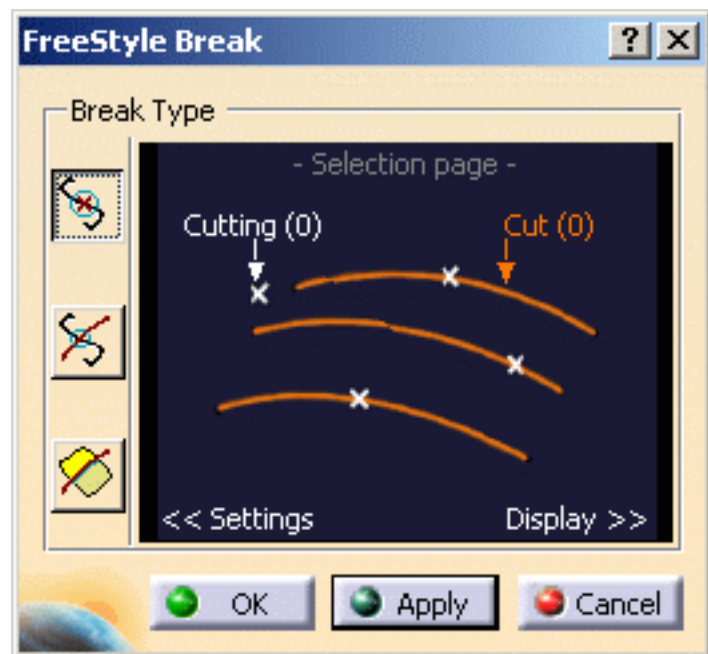 FreeStyle Break
? X
Break Type
- Selection page -
Cutting (0) Cut (0)
<< Settings Display >>
OK Apply Cancel